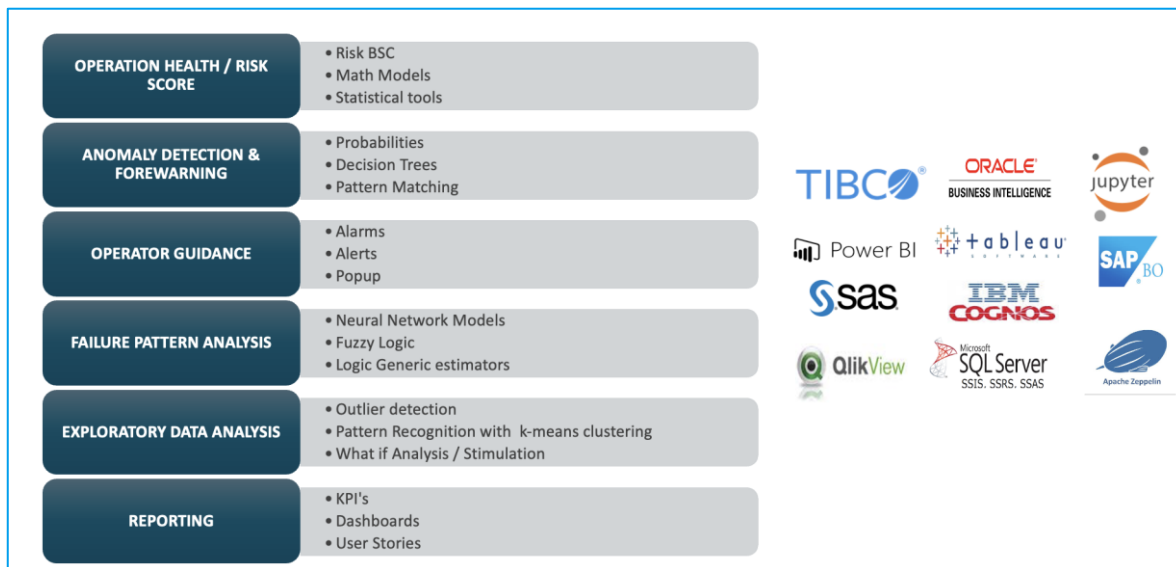 OPERATION HEALTH / RISK
SCORE
• Risk BSC
• Math Models
• Statistical tools
ANOMALY DETECTION &
FOREWARNING
• Probabilities
• Decision Trees
• Pattern Matching
OPERATOR GUIDANCE
• Alarms
• Alerts
• Popup
FAILURE PATTERN ANALYSIS
• Neural Network Models
• Fuzzy Logic
• Logic Generic estimators
EXPLORATORY DATA ANALYSIS
• Outlier detection
• Pattern Recognition with k-means clustering
• What if Analysis / Stimulation
REPORTING
• KPI's
• Dashboards
• User Stories
TIBCO®
ORACLE®
BUSINESS INTELLIGENCE
jupyter
Power BI
+ableau®
SOFTWARE
SAP® BO
sas®
IBM
COGNOS
QlikView
Microsoft
SQL Server
SSIS. SSRS. SSAS
Apache Zeppelin